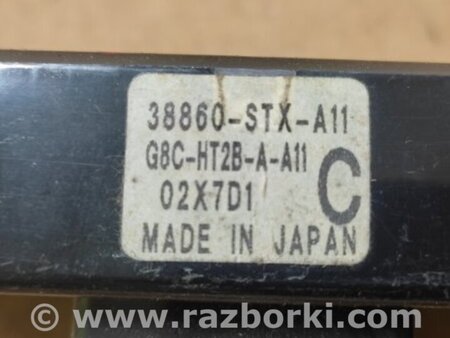 38860-STX-A11
G8C-HT2B-A-A11
02X7D1
C
MADE IN JAPAN
© www.razborki.com